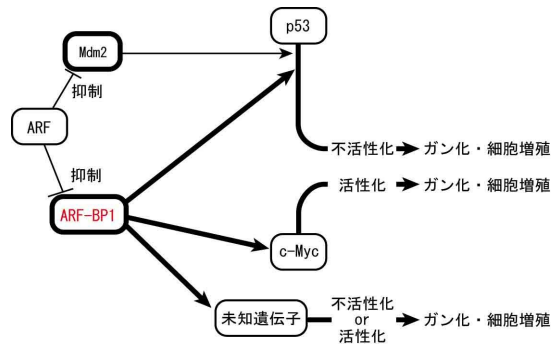 p53
Mdm2
抑制
ARF
不活性化
ガン化・細胞増殖
抑制
活性化
ガン化・細胞増殖
ARF-BP1
c-Myc
未知遺伝子
不活性化
or
活性化
ガン化・細胞増殖